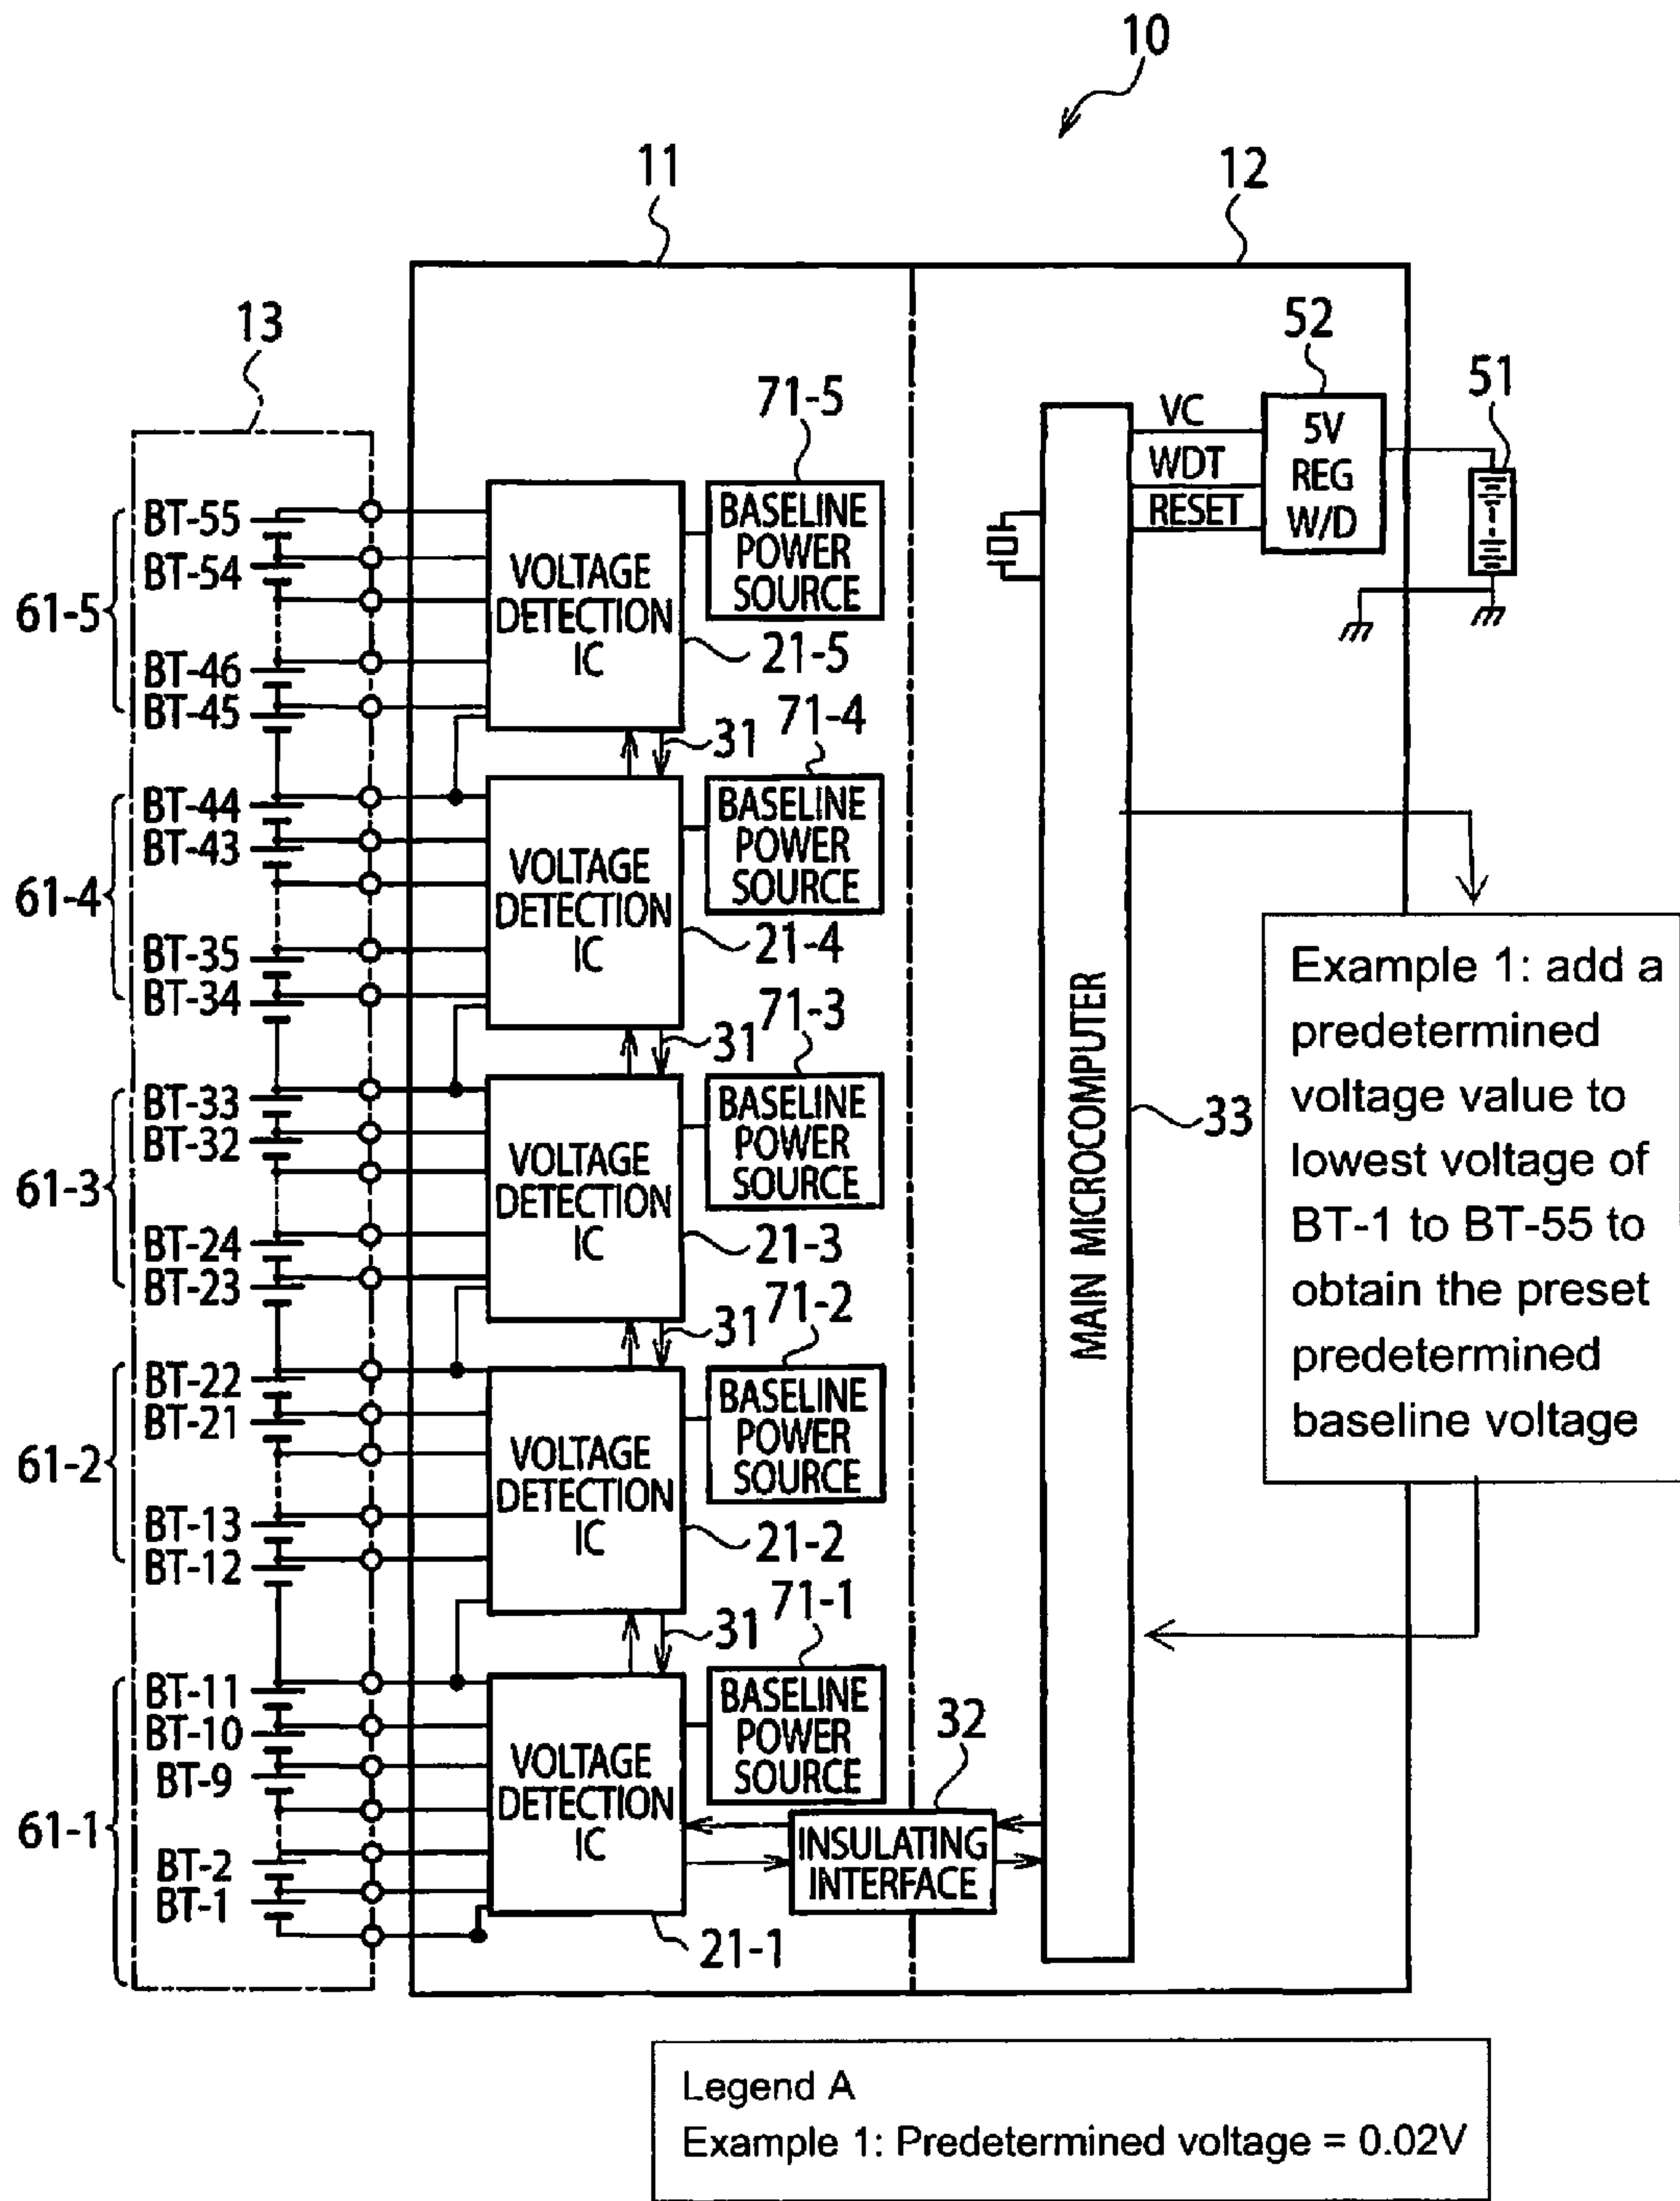 10
11
12
13
52
51
71-5
5V
REG
W/D
VC
WDT
RESET
BT-55
BT-54
61-5
BT-46
BT-45
VOLTAGE
DETECTION
IC
BASELINE
POWER
SOURCE
21-5
71-4
31
BT-44
BT-43
61-4
BT-35
BT-34
VOLTAGE
DETECTION
IC
BASELINE
POWER
SOURCE
21-4
71-3
31
BT-33
BT-32
61-3
BT-24
BT-23
VOLTAGE
DETECTION
IC
BASELINE
POWER
SOURCE
21-3
71-2
31
BT-22
BT-21
61-2
BT-13
BT-12
VOLTAGE
DETECTION
IC
BASELINE
POWER
SOURCE
21-2
71-1
31
BT-11
BT-10
BT-9
61-1
BT-2
BT-1
VOLTAGE
DETECTION
IC
BASELINE
POWER
SOURCE
21-1
32
INSULATING
INTERFACE
MAIN MICROCOMPUTER
33
Example 1: add a
predetermined
voltage value to
lowest voltage of
BT-1 to BT-55 to
obtain the preset
predetermined
baseline voltage
Legend A
Example 1: Predetermined voltage = 0.02V